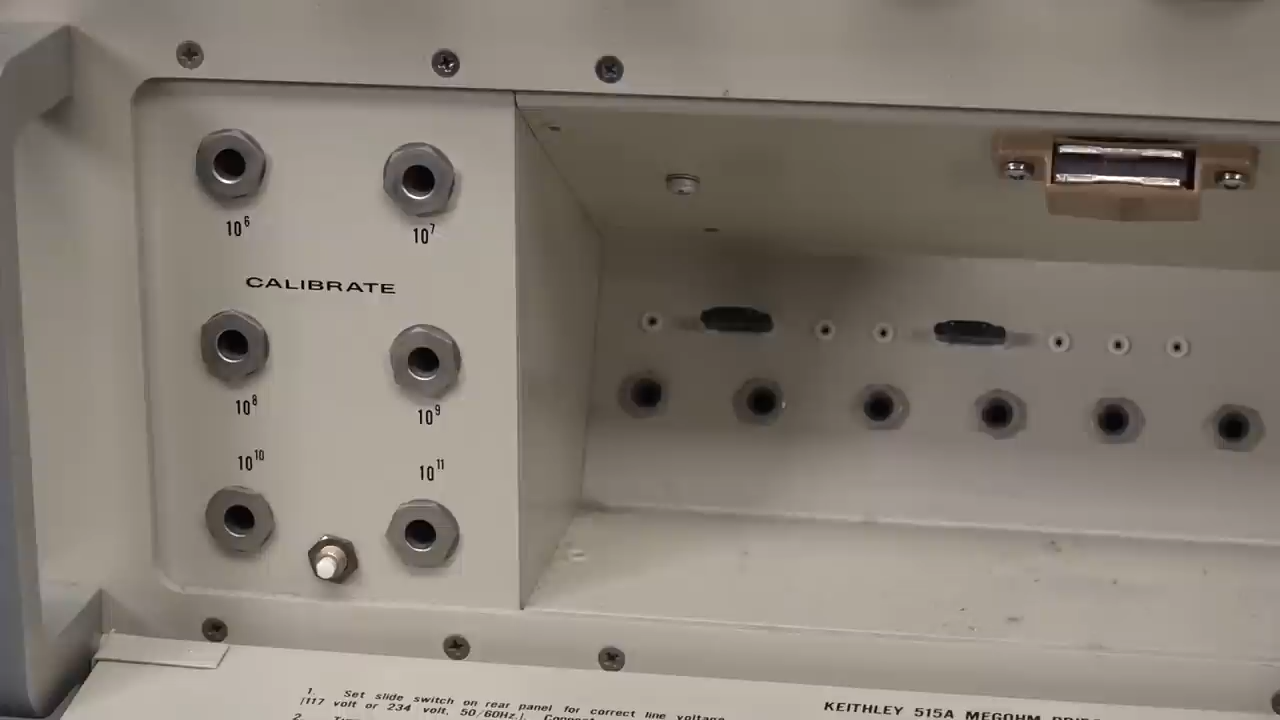 10⁶ 10⁷
CALIBRATE
10⁸ 10⁹
10¹⁰ 10¹¹
1. Set slide switch on rear panel for correct line voltage
(117 volt or 234 volt, 50/60Hz.).
2
KEITHLEY 515A MEGOHM